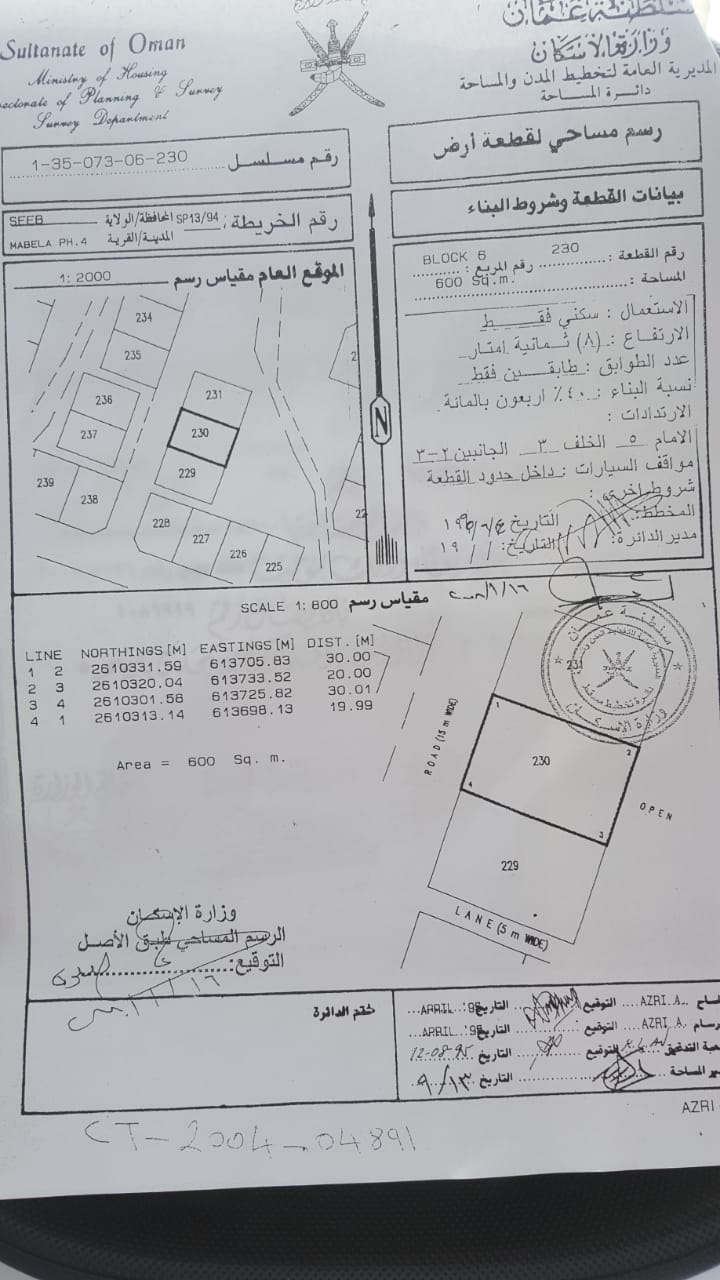 Sultanate of Oman
Ministry of Housing
Directorate of Planning & Survey
Survey Department
سلطنة عمان
وزارة الاسكان
المديرية العامة لتخطيط المدن والمساحة
دائرة المساحة
رقم مسلسل 1-35-073-06-230
رسم مساحي لقطعة أرض
رقم الخريطة : SP13/94 المحافظة/الولاية SEEB
المدينة/القرية MABELA PH.4
بيانات القطعة وشروط البناء
الموقع العام مقياس رسم 1: 2000
234
235
236
237
238
239
231
230
229
228
227
226
225
N
رقم القطعة : 230 رقم المربع : BLOCK 6
المساحة : 600 Sq.m.
الاستعمال : سكني فقط
الارتفاع : (٨) ثمانية امتار
عدد الطوابق : طابقين فقط
نسبة البناء : ٤٠٪ اربعون بالمائة
الارتدادات :
الامام ٥ الخلف ٣ الجانبين ٢-٣
مواقف السيارات : داخل حدود القطعة
شروط اخرى :
المخطط : التاريخ
مدير الدائرة : التاريخ : ١٩ / /
SCALE 1: 600 مقياس رسم
LINE NORTHINGS [M] EASTINGS [M] DIST. [M]
1 2 2610331.59 613705.83 30.00
2 3 2610320.04 613733.52 20.00
3 4 2610301.58 613725.82 30.01
4 1 2610313.14 613698.13 19.99
Area = 600 Sq. m.
سلطنة عمان
وزارة الاسكان
231
ROAD (15 m WIDE)
1
2
3
4
230
OPEN
229
LANE (5 m WIDE)
وزارة الإسكان
الرسم المساحي طبق الأصل
التوقيع :
ختم الدائرة
AZRI.A. التوقيع التاريخ APRIL.'95
AZRI A. التوقيع التاريخ APRIL.'95
التوقيع التاريخ 12-08-95
المساحة التاريخ ٩/١٣
AZRI
CT-2004-04891